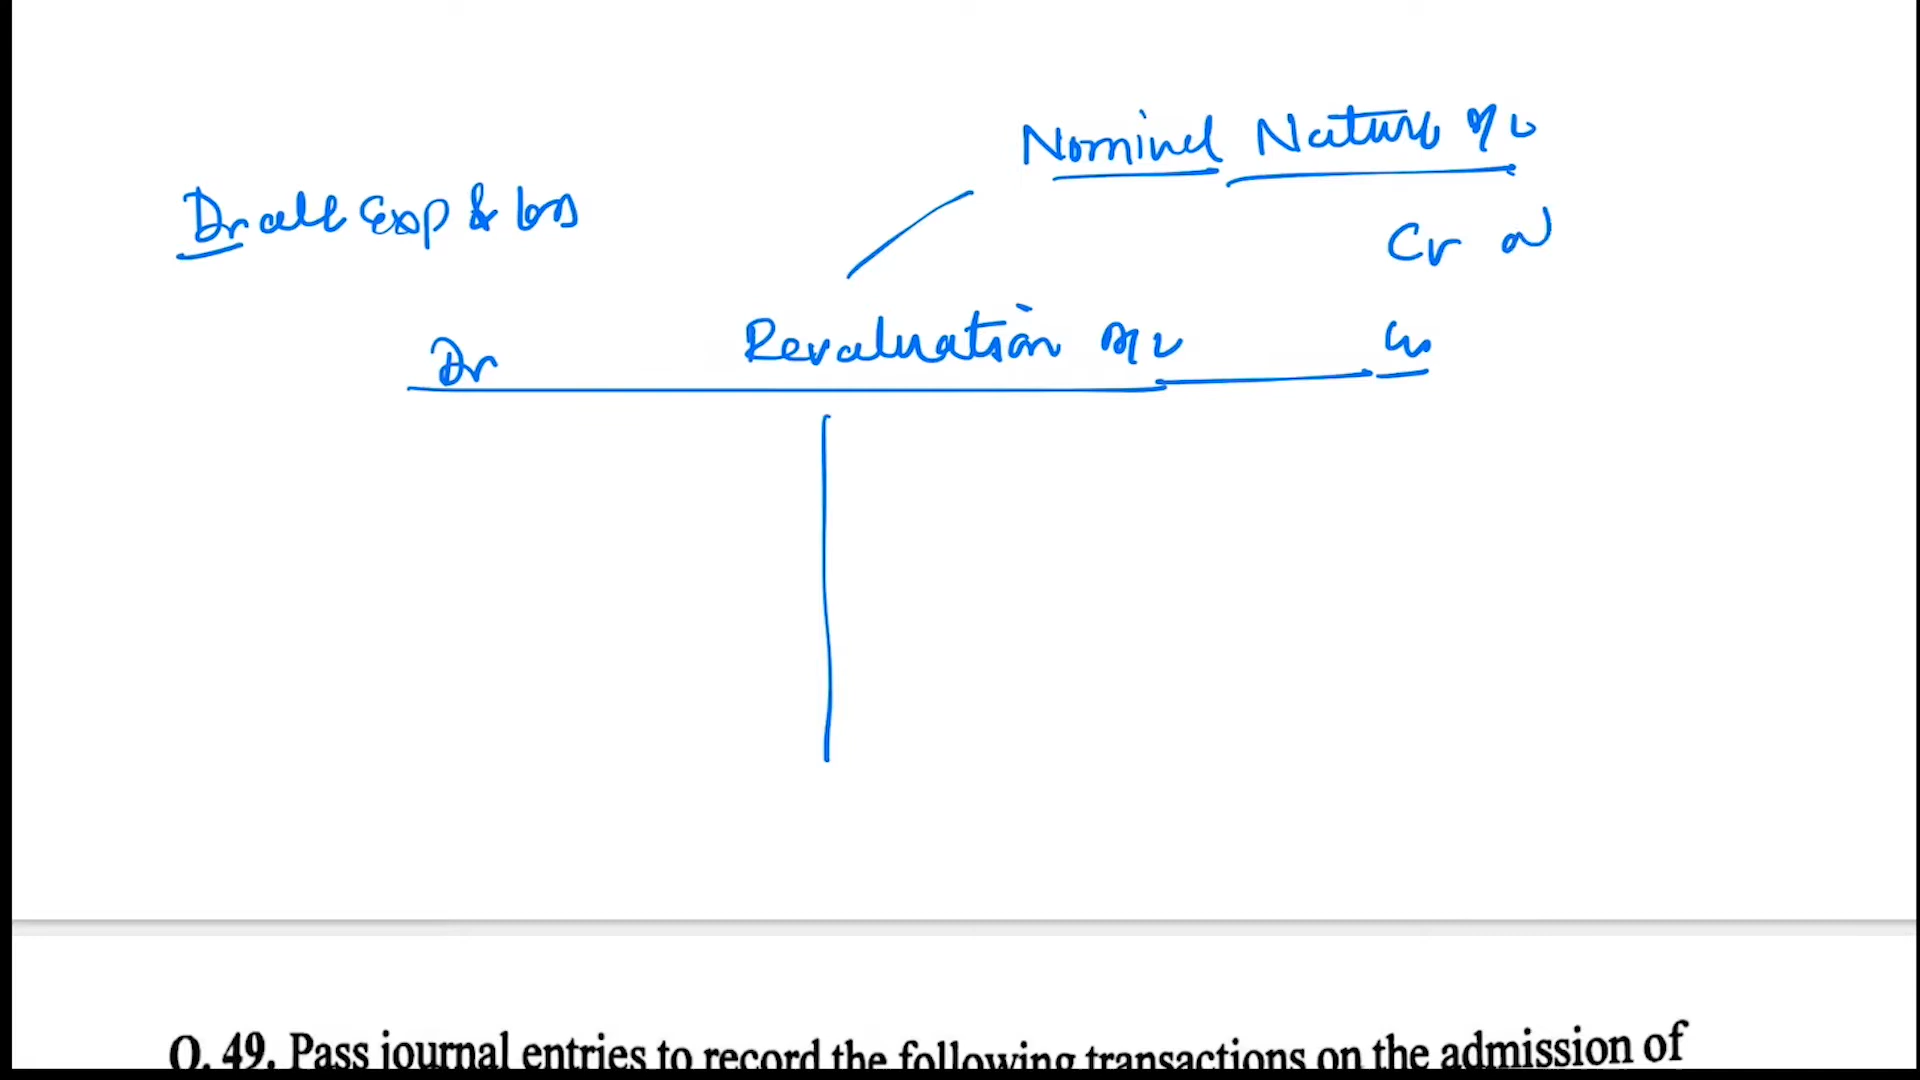 Nominal Nature A/c
Dr all Exp & loss
Cr al
Dr Revaluation A/c Cr
Q. 49. Pass journal entries to record the following transactions on the admission of